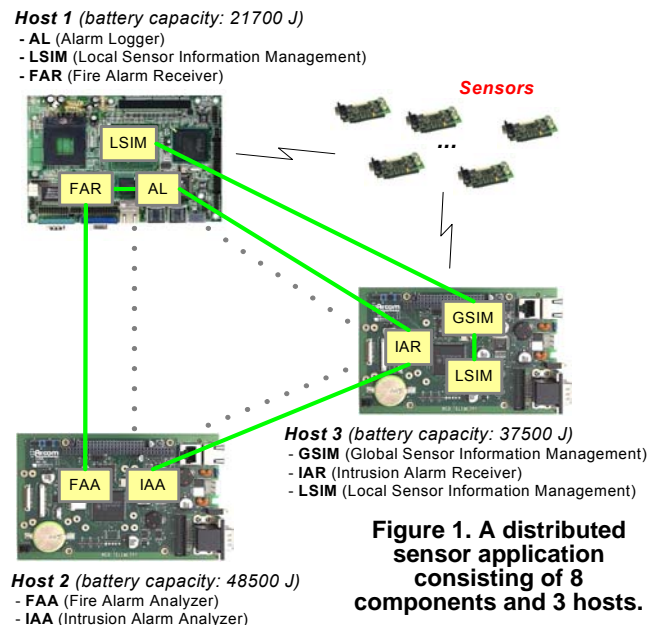 Host 1 (battery capacity: 21700 J)
- AL (Alarm Logger)
- LSIM (Local Sensor Information Management)
- FAR (Fire Alarm Receiver)
Sensors
...
LSIM
FAR
AL
GSIM
IAR
LSIM
Host 3 (battery capacity: 37500 J)
- GSIM (Global Sensor Information Management)
- IAR (Intrusion Alarm Receiver)
- LSIM (Local Sensor Information Management)
FAA
IAA
Host 2 (battery capacity: 48500 J)
- FAA (Fire Alarm Analyzer)
- IAA (Intrusion Alarm Analyzer)
Figure 1. A distributed
sensor application
consisting of 8
components and 3 hosts.